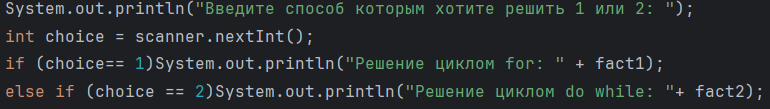 System.out.println("Введите способ которым хотите решить 1 или 2: ");
int choice = scanner.nextInt();
if (choice== 1)System.out.println("Решение циклом for: " + fact1);
else if (choice == 2)System.out.println("Решение циклом do while: "+ fact2);